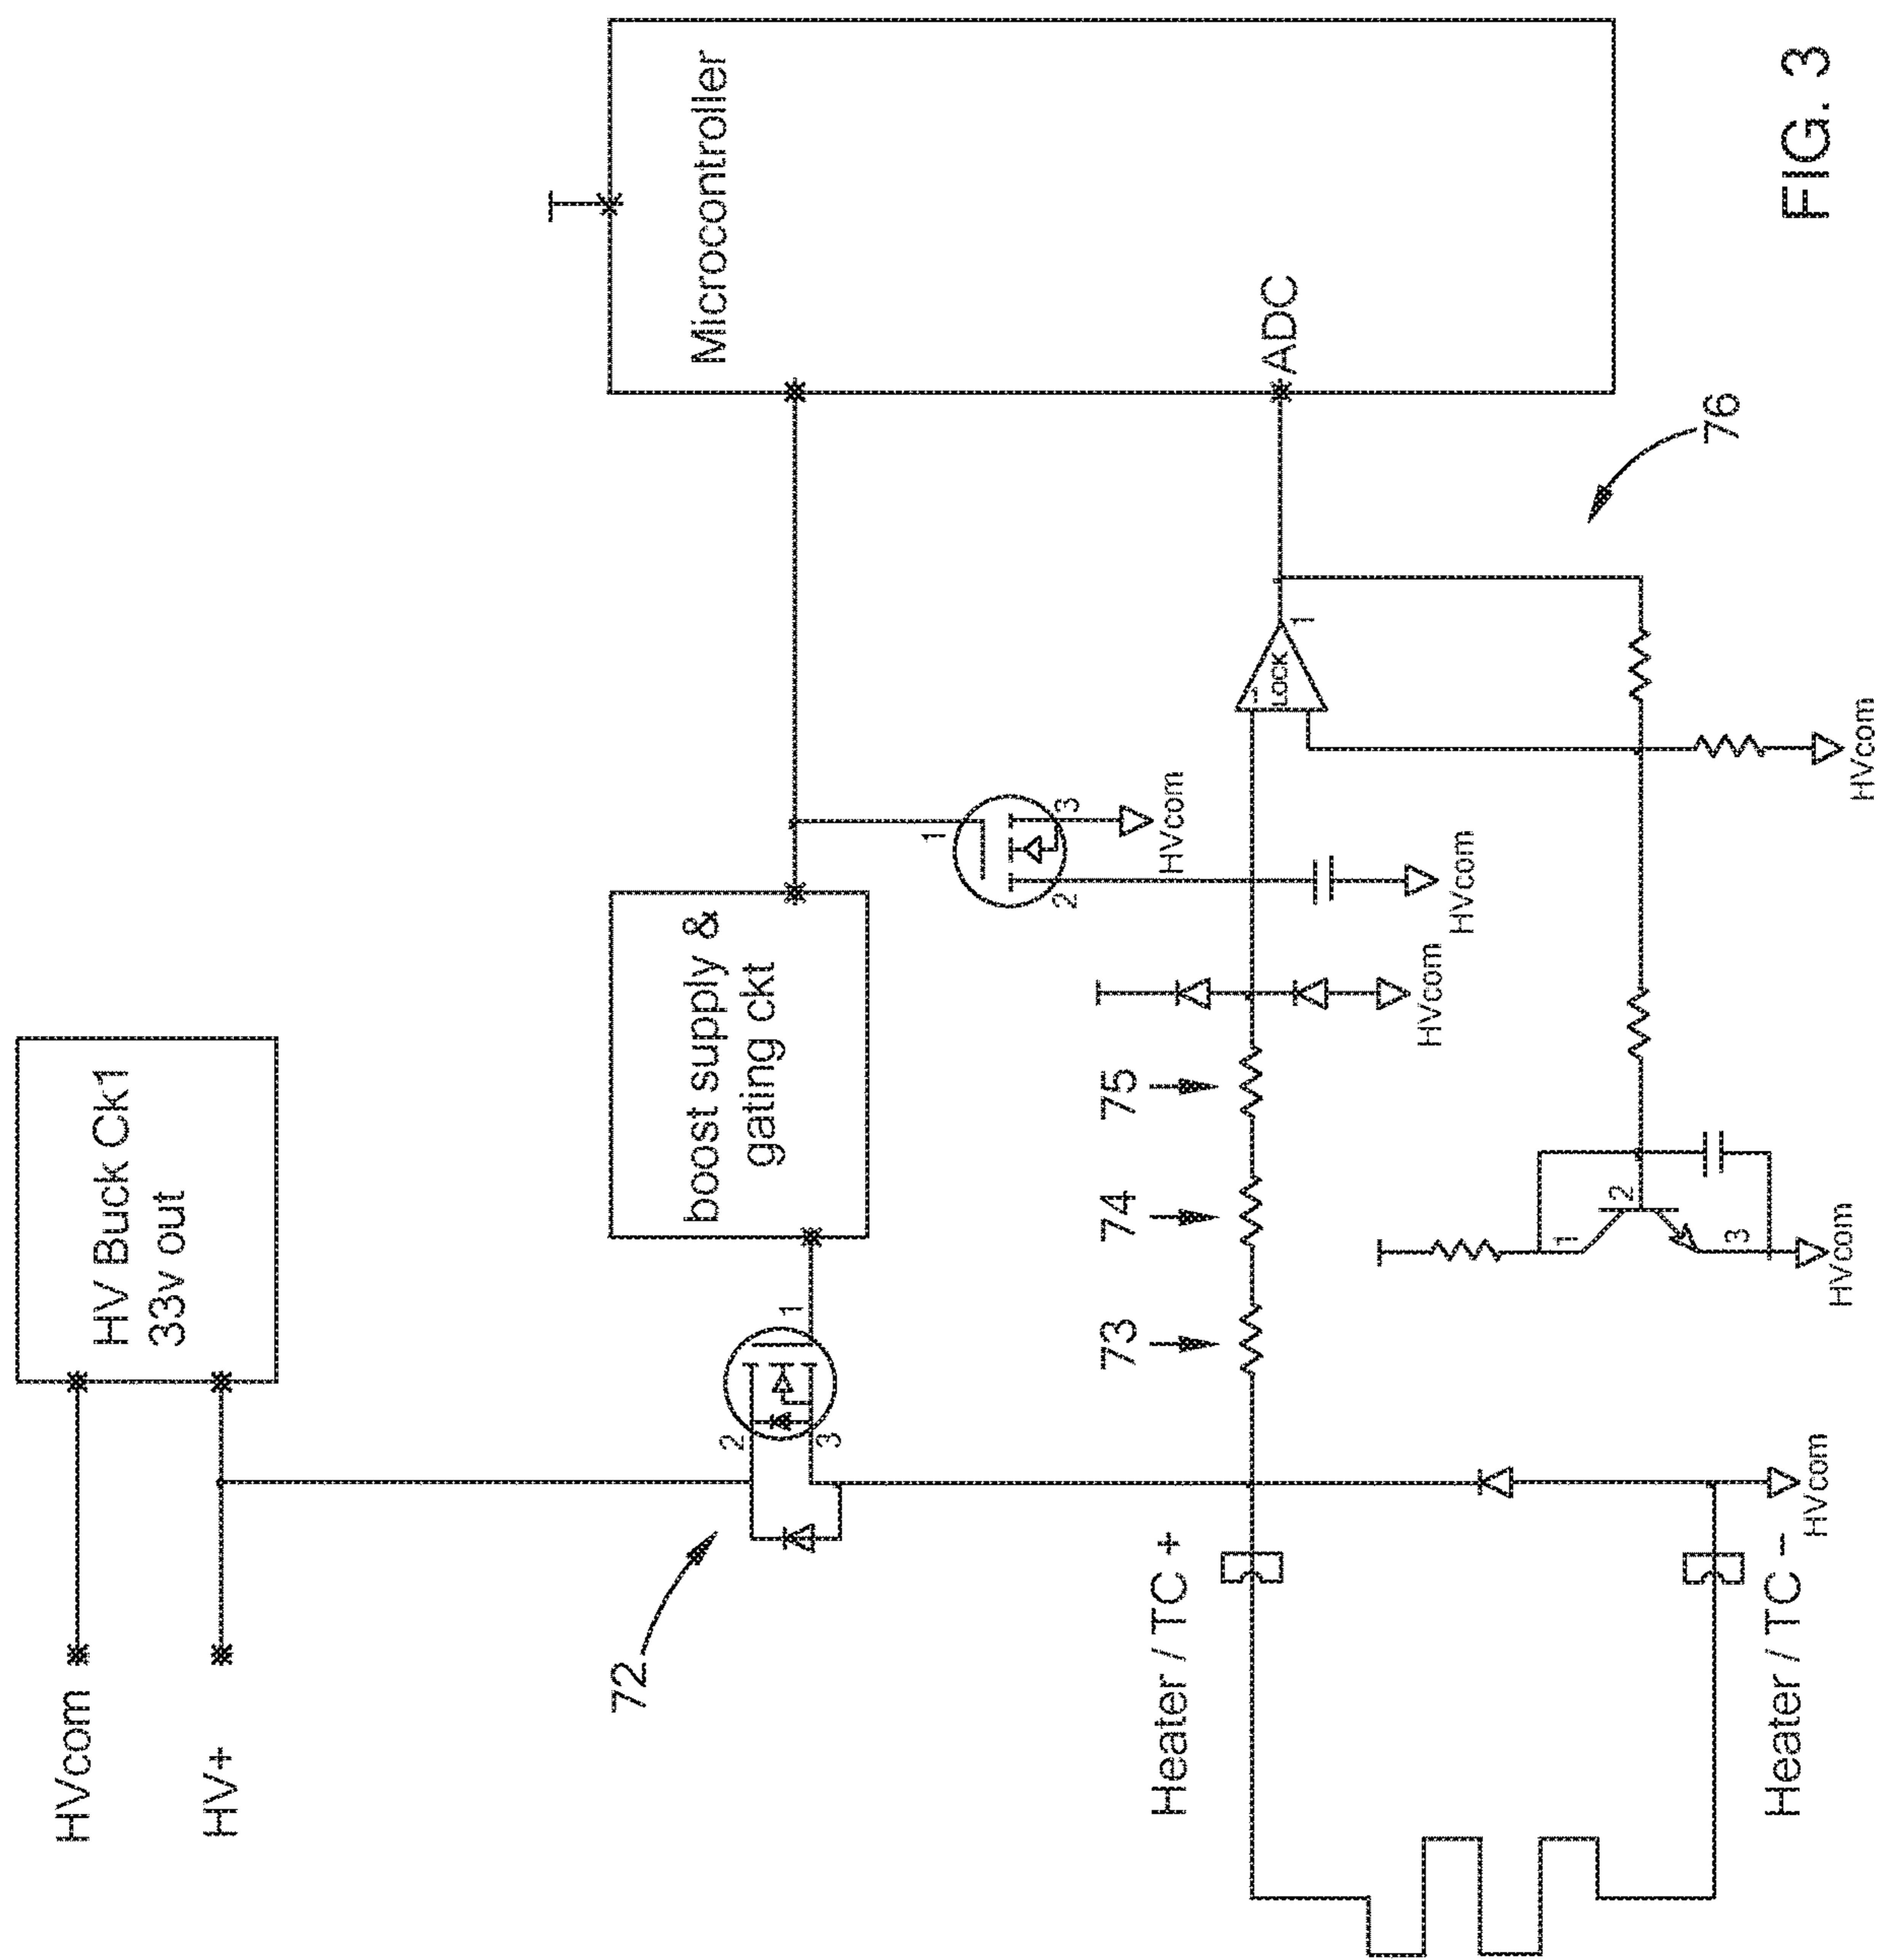 HVcom
HV+
HV Buck Ck1
33v out
72
2
3
1
boost supply &
gating ckt
Microcontroller
1
2
3
HVcom
Heater / TC +
73
74
75
HVcom
HVcom
LOCK
1
ADC
76
Heater / TC -
HVcom
1
2
3
HVcom
HVcom
FIG. 3